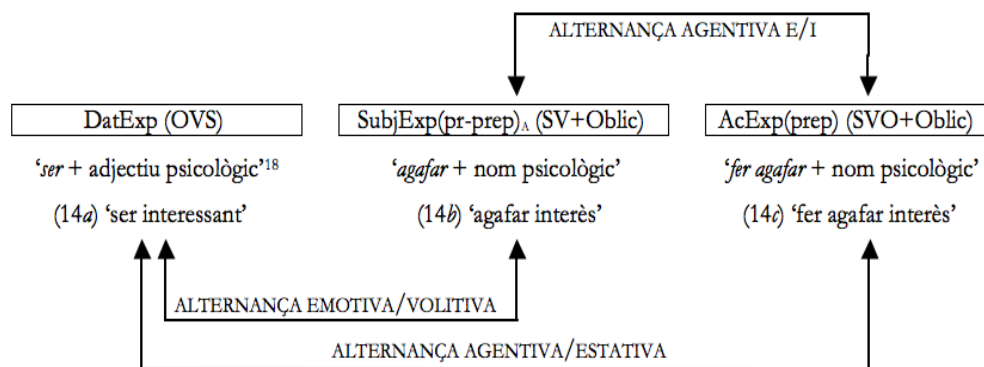 ALTERNANÇA AGENTIVA E/I
DatExp (OVS) SubjExp(pr-prep)A (SV+Oblic) AcExp(prep) (SVO+Oblic)
‘ser + adjectiu psicològic’18 ‘agafar + nom psicològic’ ‘fer agafar + nom psicològic’
(14a) ‘ser interessant’ (14b) ‘agafar interès’ (14c) ‘fer agafar interès’
ALTERNANÇA EMOTIVA/VOLITIVA
ALTERNANÇA AGENTIVA/ESTATIVA